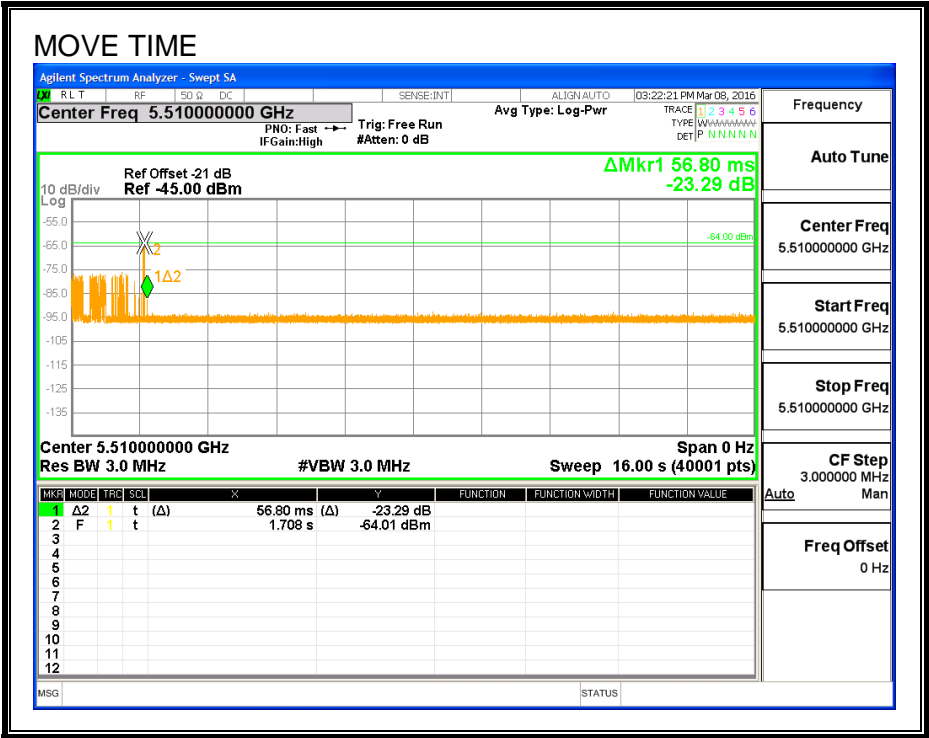 MOVE TIME
Agilent Spectrum Analyzer - Swept SA
LXI RLT RF 50 Ω DC SENSE:INT ALIGN AUTO 03:22:21 PM Mar 08, 2016
Center Freq 5.510000000 GHz
PNO: Fast
IFGain:High
Trig: Free Run
#Atten: 0 dB
Avg Type: Log-Pwr
TRACE 1 2 3 4 5 6
TYPE WWWWWW
DET P N N N N N
Ref Offset -21 dB
Ref -45.00 dBm
10 dB/div
Log
ΔMkr1 56.80 ms
-23.29 dB
-55.0
-65.0
-75.0
-85.0
-95.0
-105
-115
-125
-135
-64.00 dBm
2
1Δ2
Center 5.510000000 GHz
Span 0 Hz
Res BW 3.0 MHz
#VBW 3.0 MHz
Sweep 16.00 s (40001 pts)
MKR MODE TRC SCL X Y FUNCTION FUNCTION WIDTH FUNCTION VALUE
1 Δ2 1 t (Δ) 56.80 ms (Δ) -23.29 dB
2 F 1 t 1.708 s -64.01 dBm
3
4
5
6
7
8
9
10
11
12
MSG
STATUS
Frequency
Auto Tune
Center Freq
5.510000000 GHz
Start Freq
5.510000000 GHz
Stop Freq
5.510000000 GHz
CF Step
3.000000 MHz
Auto Man
Freq Offset
0 Hz